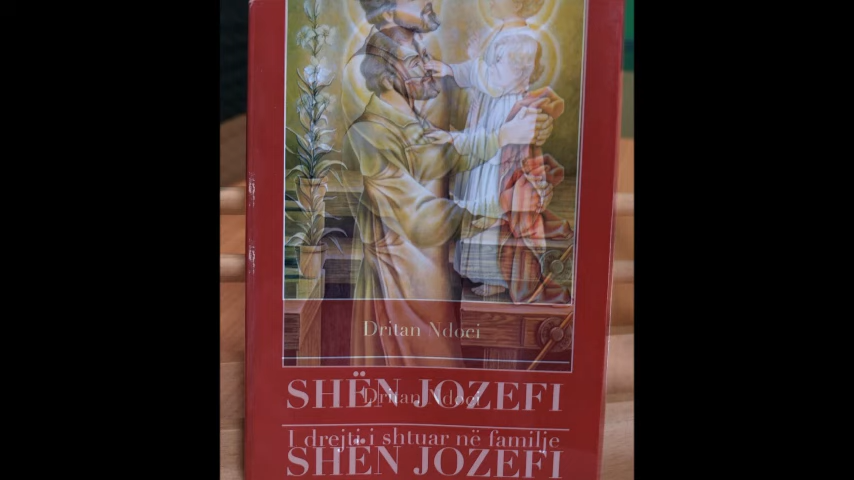 Dritan Ndoci
SHËN JOZEFI
Dritan Ndoci
I drejti i shtuar në familje
SHËN JOZEFI